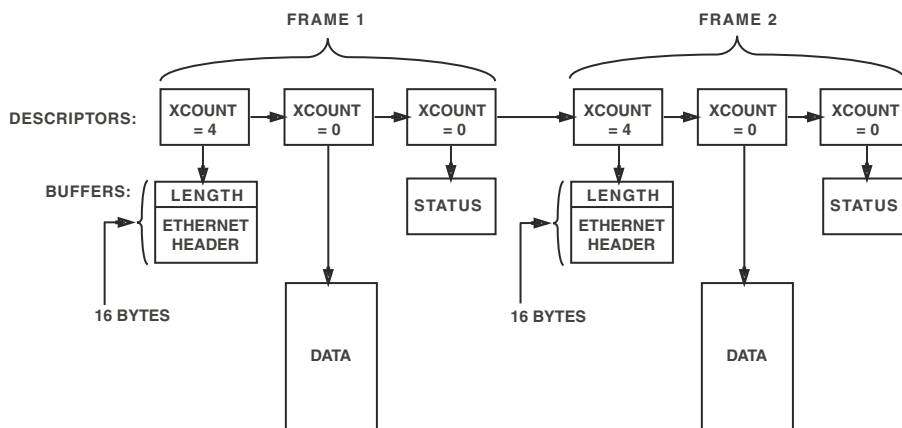 FRAME 1
FRAME 2
DESCRIPTORS:
XCOUNT
= 4
XCOUNT
= 0
XCOUNT
= 0
XCOUNT
= 4
XCOUNT
= 0
XCOUNT
= 0
BUFFERS:
LENGTH
ETHERNET
HEADER
STATUS
LENGTH
ETHERNET
HEADER
STATUS
16 BYTES
DATA
16 BYTES
DATA